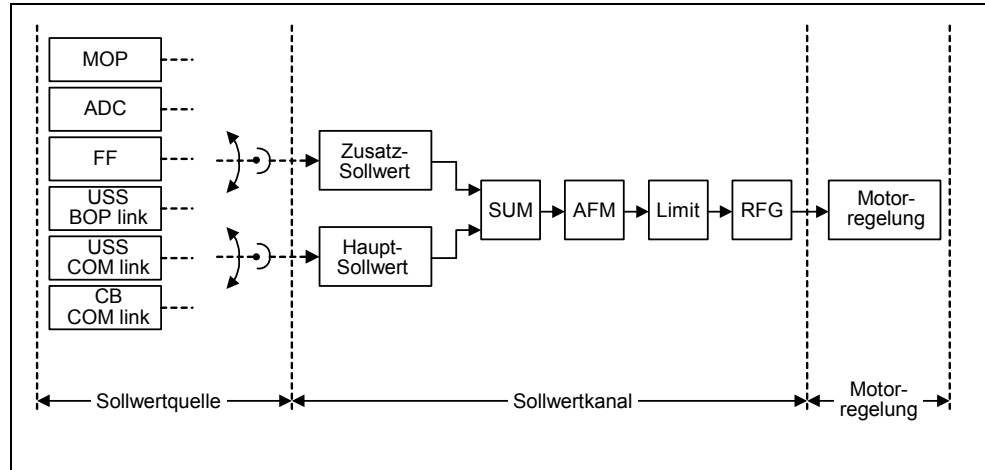 MOP
ADC
FF
USS
BOP link
USS
COM link
CB
COM link
Zusatz-
Sollwert
Haupt-
Sollwert
SUM
AFM
Limit
RFG
Motor-
regelung
Sollwertquelle
Sollwertkanal
Motor-
regelung